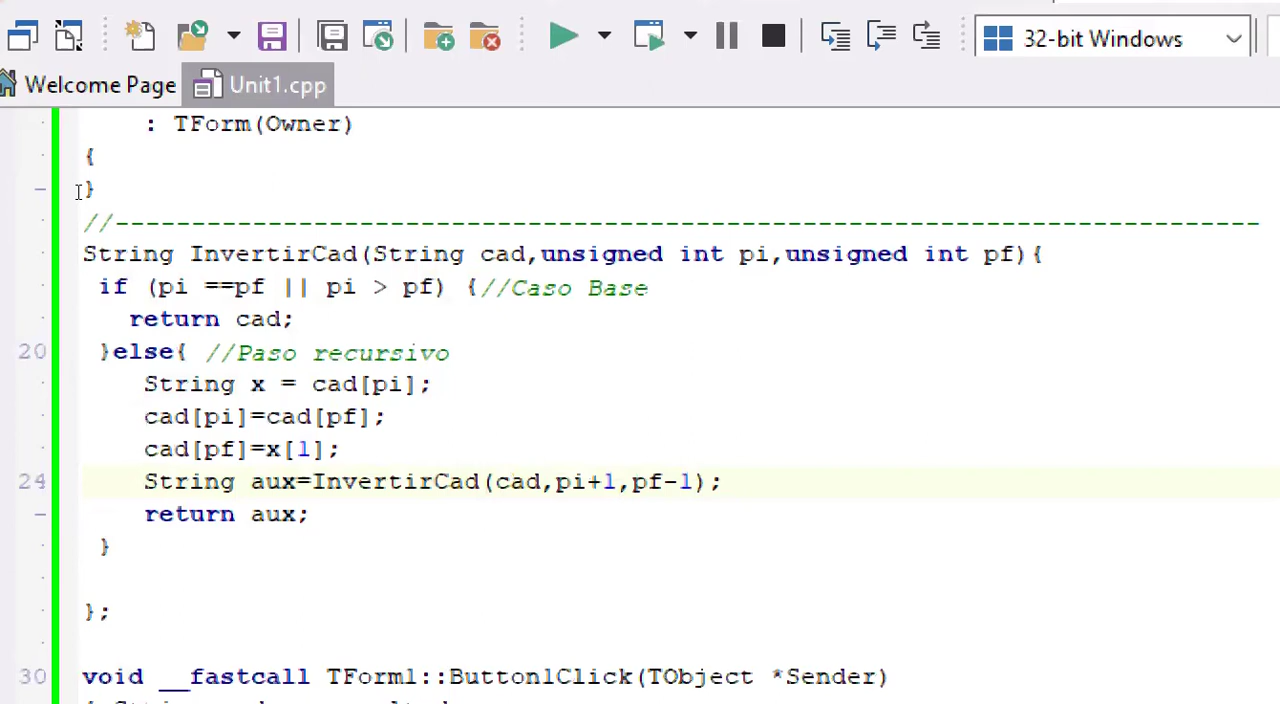 32-bit Windows
Welcome Page Unit1.cpp
: TForm(Owner)
{
}
//---------------------------------------------------------------------------
String InvertirCad(String cad,unsigned int pi,unsigned int pf){
if (pi ==pf || pi > pf) {//Caso Base
return cad;
20 }else{ //Paso recursivo
String x = cad[pi];
cad[pi]=cad[pf];
cad[pf]=x[1];
24 String aux=InvertirCad(cad,pi+1,pf-1);
return aux;
}
};
30 void __fastcall TForm1::Button1Click(TObject *Sender)